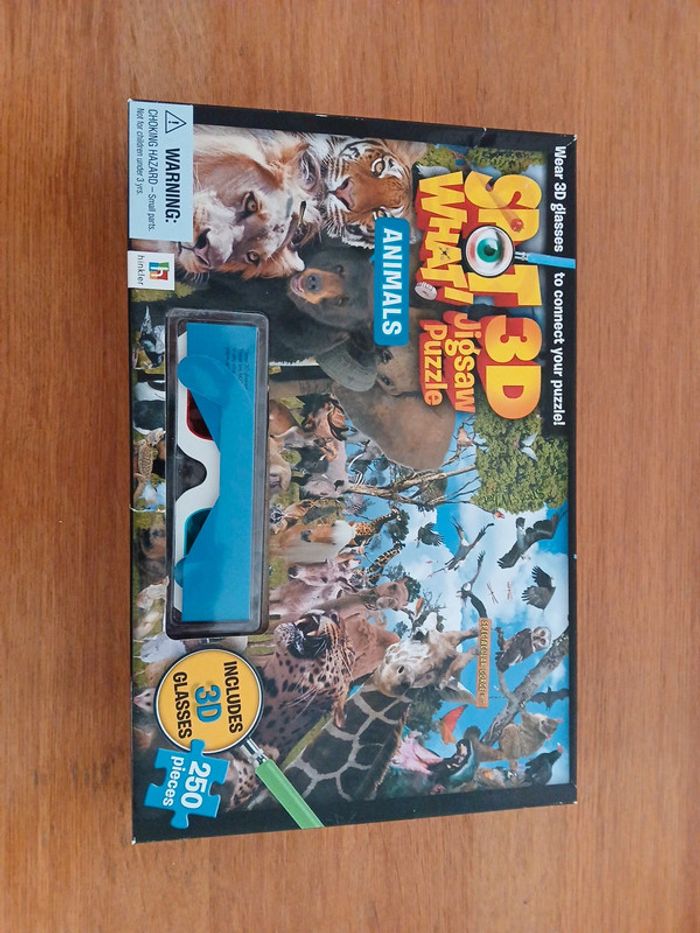 Wear 3D glasses to connect your puzzle!
SPOT 3D
WHAT!
Jigsaw
Puzzle
ANIMALS
WARNING:
CHOKING HAZARD – Small parts.
Not for children under 3 yrs.
h
hinkler
INCLUDES
3D
GLASSES
250
pieces